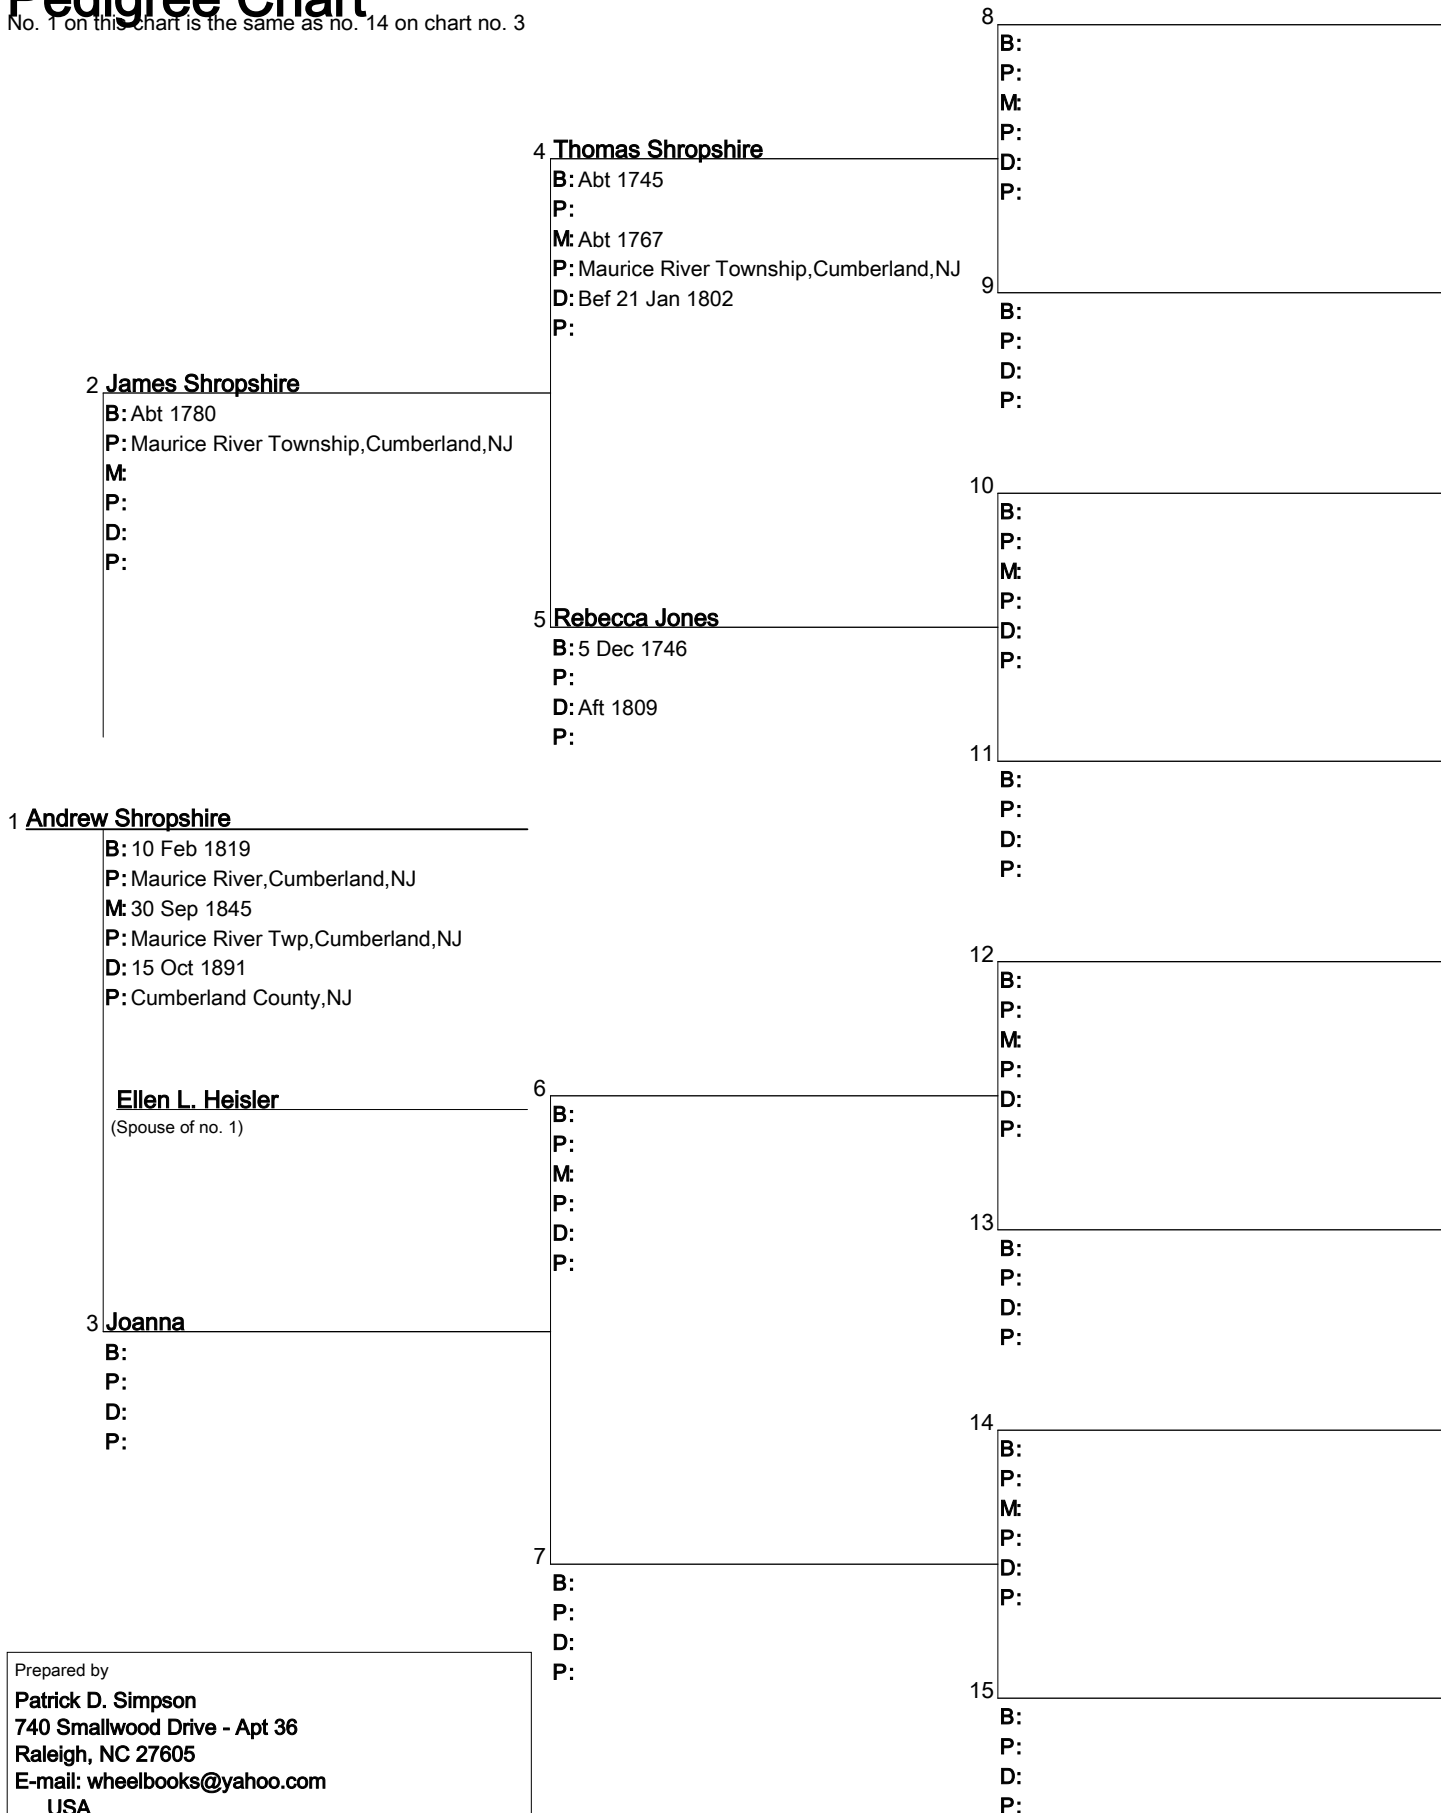 Pedigree Chart
No. 1 on this chart is the same as no. 14 on chart no. 3
8
B:
P:
M:
P:
D:
P:
4 Thomas Shropshire
B: Abt 1745
P:
M: Abt 1767
P: Maurice River Township,Cumberland,NJ
D: Bef 21 Jan 1802
P:
9
B:
P:
D:
P:
2 James Shropshire
B: Abt 1780
P: Maurice River Township,Cumberland,NJ
M:
P:
D:
P:
10
B:
P:
M:
P:
D:
P:
5 Rebecca Jones
B: 5 Dec 1746
P:
D: Aft 1809
P:
11
B:
P:
D:
P:
1 Andrew Shropshire
B: 10 Feb 1819
P: Maurice River,Cumberland,NJ
M: 30 Sep 1845
P: Maurice River Twp,Cumberland,NJ
D: 15 Oct 1891
P: Cumberland County,NJ
12
B:
P:
M:
P:
D:
P:
Ellen L. Heisler
(Spouse of no. 1)
6
B:
P:
M:
P:
D:
P:
13
B:
P:
D:
P:
3 Joanna
B:
P:
D:
P:
14
B:
P:
M:
P:
D:
P:
7
B:
P:
D:
P:
15
B:
P:
D:
P:
Prepared by
Patrick D. Simpson
740 Smallwood Drive - Apt 36
Raleigh, NC 27605
E-mail: wheelbooks@yahoo.com
USA